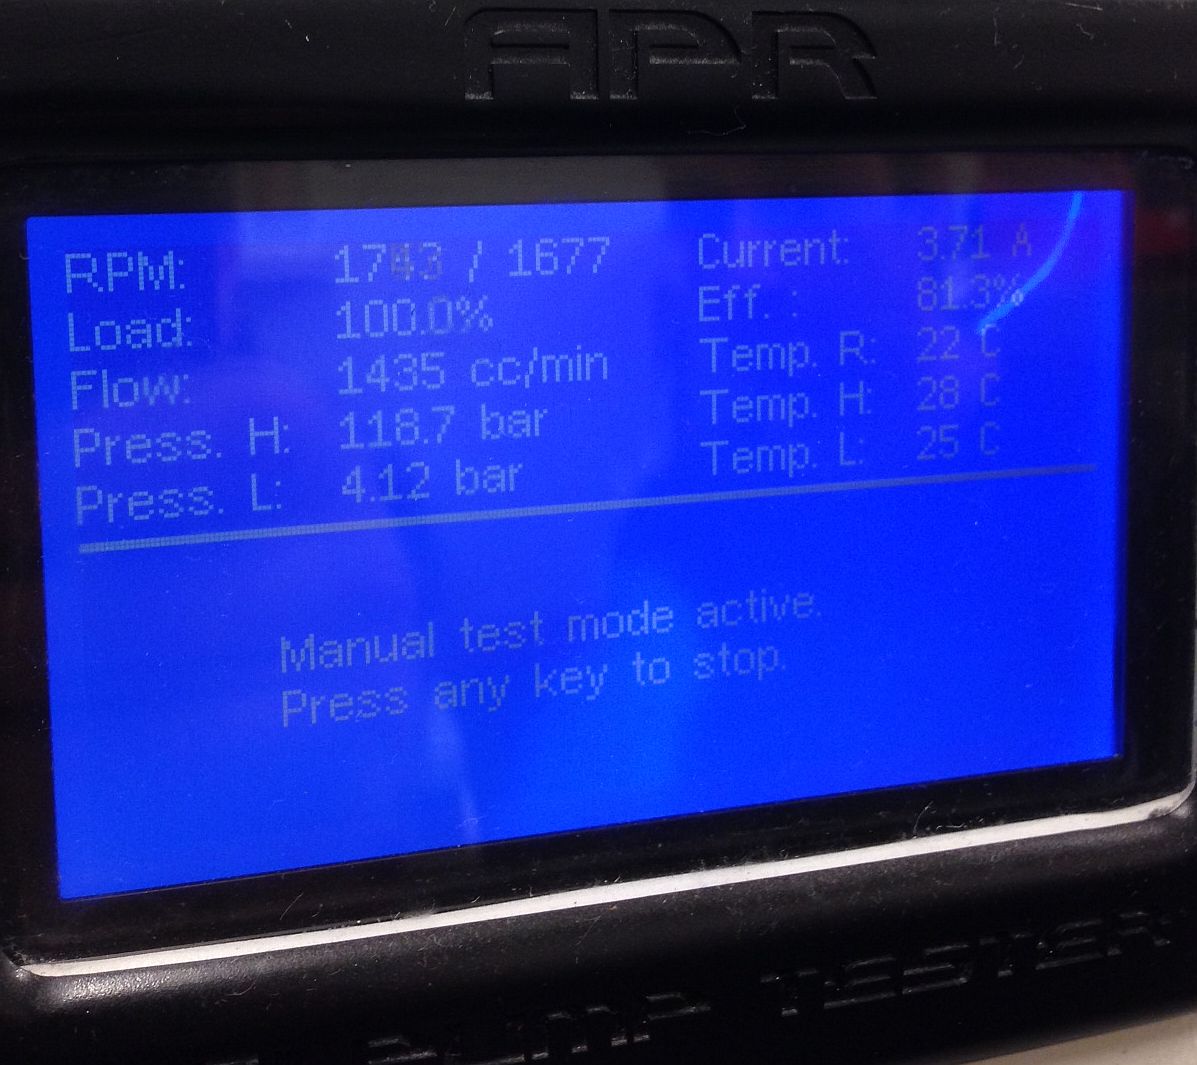 APR
RPM: 1743 / 1677
Load: 100.0%
Flow: 1435 cc/min
Press. H: 118.7 bar
Press. L: 4.12 bar
Current: 3.71 A
Eff. : 81.3%
Temp. R: 22 C
Temp. H: 28 C
Temp. L: 25 C
Manual test mode active.
Press any key to stop.
PUMP TESTER